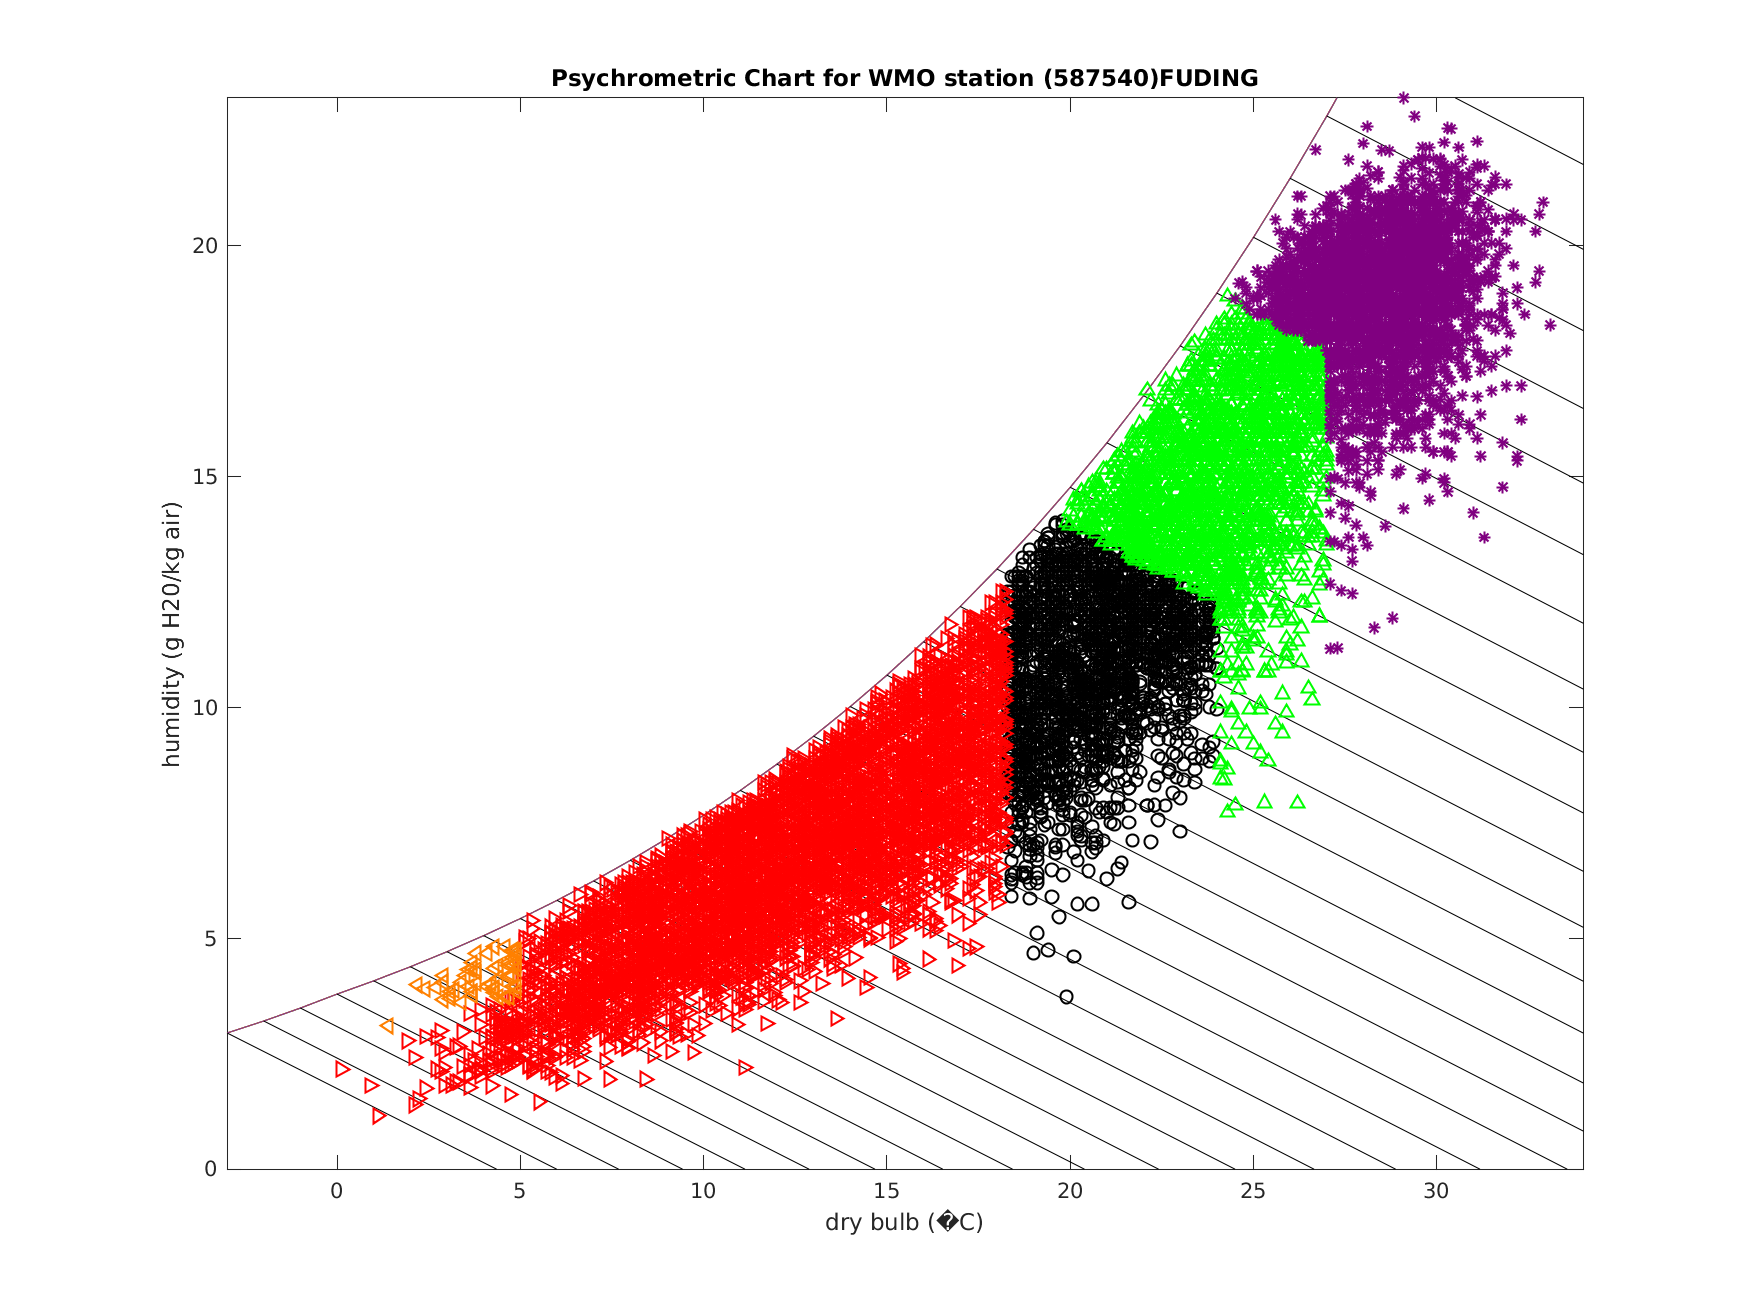 Psychrometric Chart for WMO station (587540)FUDING
humidity (g H20/kg air)
20
15
10
5
0
0 5 10 15 20 25 30
dry bulb (�C)